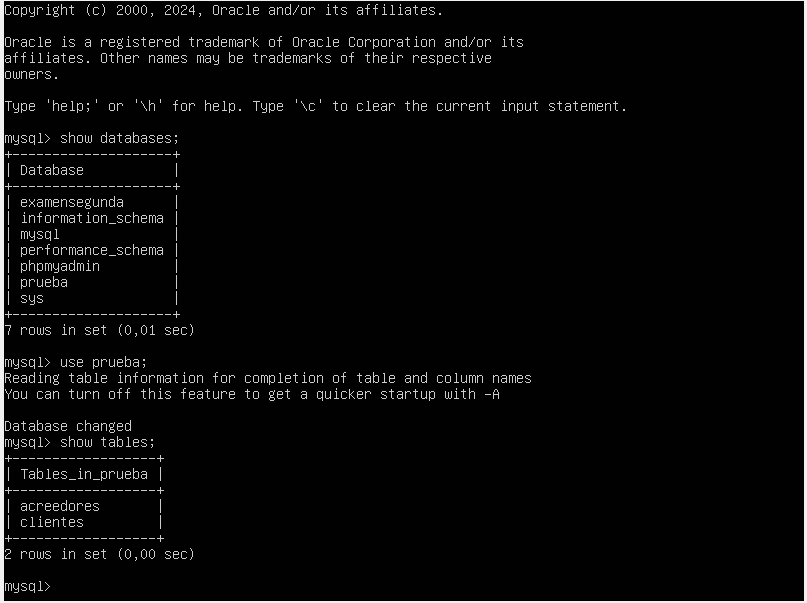 Copyright (c) 2000, 2024, Oracle and/or its affiliates.
Oracle is a registered trademark of Oracle Corporation and/or its
affiliates. Other names may be trademarks of their respective
owners.
Type 'help;' or '\h' for help. Type '\c' to clear the current input statement.
mysql> show databases;
+--------------------+
| Database           |
+--------------------+
| examensegunda      |
| information_schema |
| mysql              |
| performance_schema |
| phpmyadmin         |
| prueba             |
| sys                |
+--------------------+
7 rows in set (0,01 sec)
mysql> use prueba;
Reading table information for completion of table and column names
You can turn off this feature to get a quicker startup with -A
Database changed
mysql> show tables;
+------------------+
| Tables_in_prueba |
+------------------+
| acreedores       |
| clientes         |
+------------------+
2 rows in set (0,00 sec)
mysql>